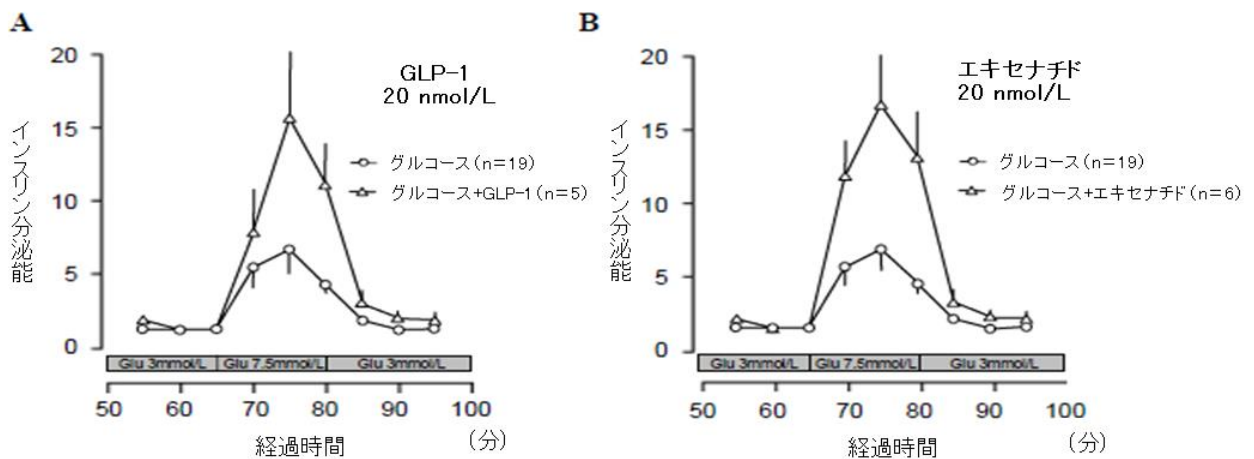 A
GLP-1
20 nmol/L
インスリン分泌能
20
15
10
5
0
グルコース(n=19)
グルコース+GLP-1(n=5)
Glu 3mmol/L
Glu 7.5mmol/L
Glu 3mmol/L
50
60
70
80
90
100
経過時間
(分)
B
エキセナチド
20 nmol/L
インスリン分泌能
20
15
10
5
0
グルコース(n=19)
グルコース+エキセナチド(n=6)
Glu 3mmol/L
Glu 7.5mmol/L
Glu 3mmol/L
50
60
70
80
90
100
経過時間
(分)